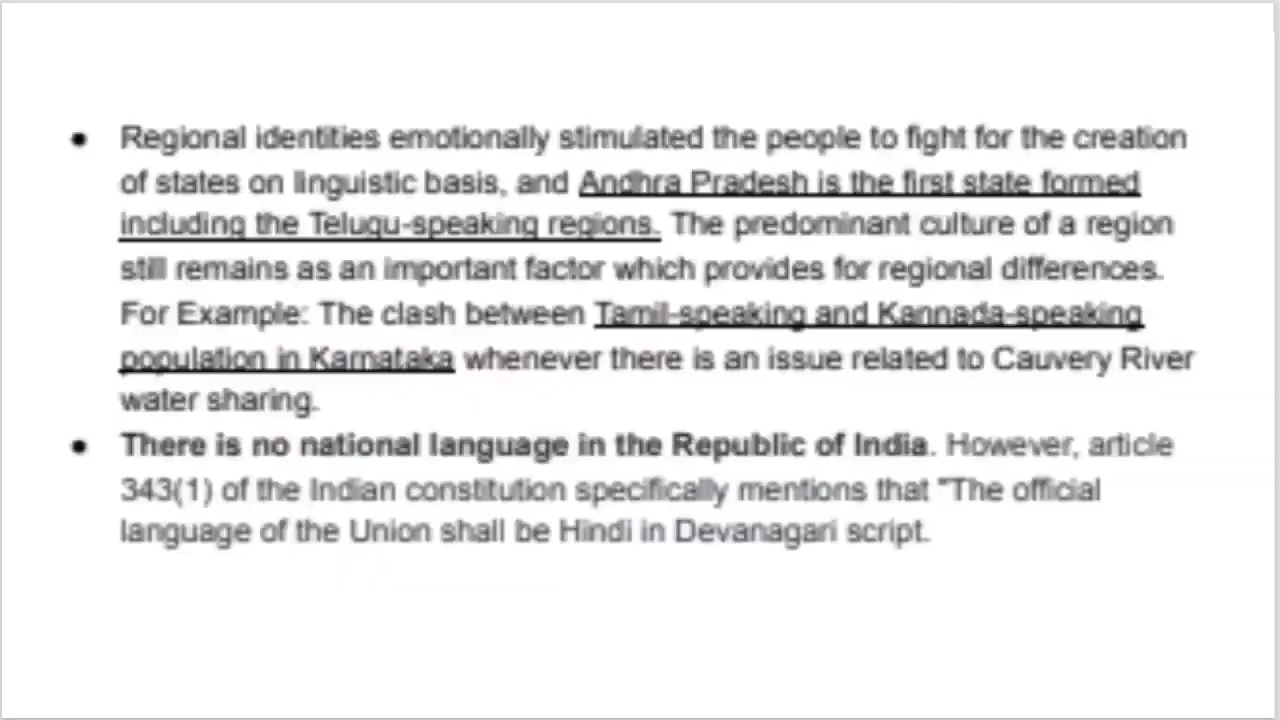 ● Regional identities emotionally stimulated the people to fight for the creation
of states on linguistic basis, and Andhra Pradesh is the first state formed
including the Telugu-speaking regions. The predominant culture of a region
still remains as an important factor which provides for regional differences.
For Example: The clash between Tamil-speaking and Kannada-speaking
population in Karnataka whenever there is an issue related to Cauvery River
water sharing.
● There is no national language in the Republic of India. However, article
343(1) of the Indian constitution specifically mentions that "The official
language of the Union shall be Hindi in Devanagari script.